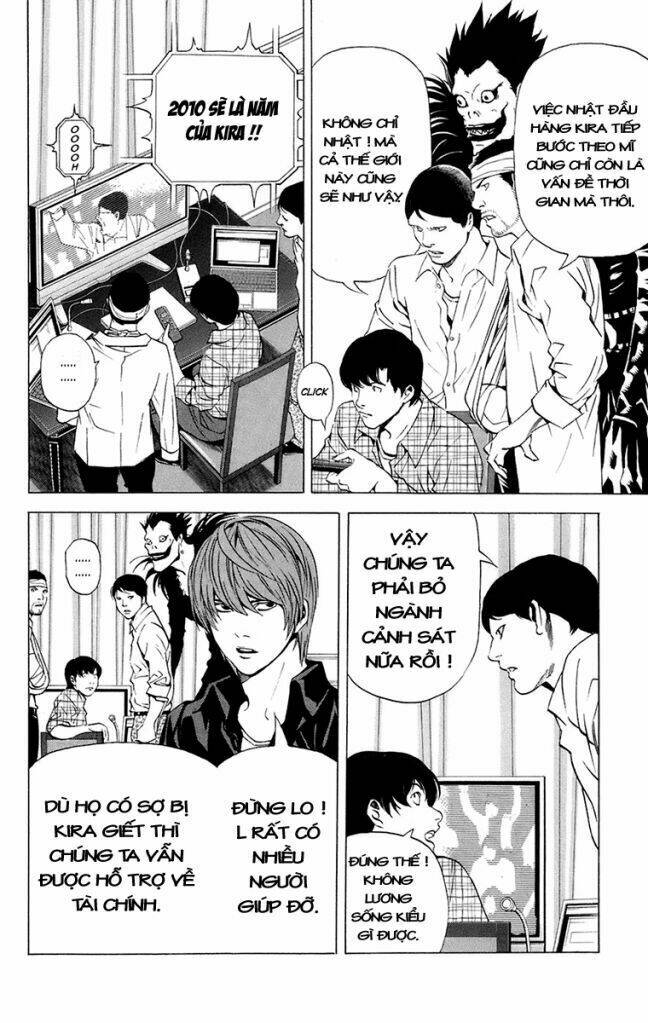 VIỆC NHẬT ĐẦU
HÀNG KIRA TIẾP
BƯỚC THEO MĨ
CŨNG CHỈ CÒN LÀ
VẤN ĐỀ THỜI
GIAN MÀ THÔI.
KHÔNG CHỈ
NHẬT ! MÀ
CẢ THẾ GIỚI
NÀY CŨNG
SẼ NHƯ VẬY
CLICK
2010 SẼ LÀ NĂM
CỦA KIRA !!
OOOOH
......
......
VẬY
CHÚNG TA
PHẢI BỎ
NGÀNH
CẢNH SÁT
NỮA RỒI !
ĐÚNG THẾ !
KHÔNG
LƯƠNG
SỐNG KIỂU
GÌ ĐƯỢC.
......
......
ĐỪNG LO !
L RẤT CÓ
NHIỀU
NGƯỜI
GIÚP ĐỠ.
DÙ HỌ CÓ SỢ BỊ
KIRA GIẾT THÌ
CHÚNG TA VẪN
ĐƯỢC HỖ TRỢ VỀ
TÀI CHÍNH.